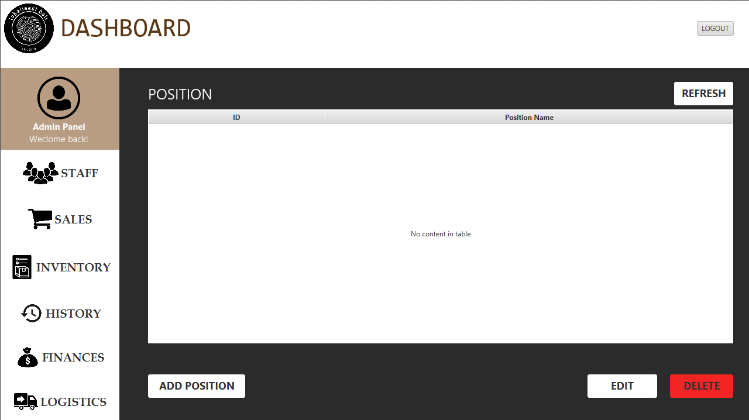 DASHBOARD
LOGOUT
Admin Panel
Weclome back!
STAFF
SALES
INVENTORY
HISTORY
FINANCES
LOGISTICS
POSITION
REFRESH
ID Position Name
No content in table
ADD POSITION
EDIT
DELETE